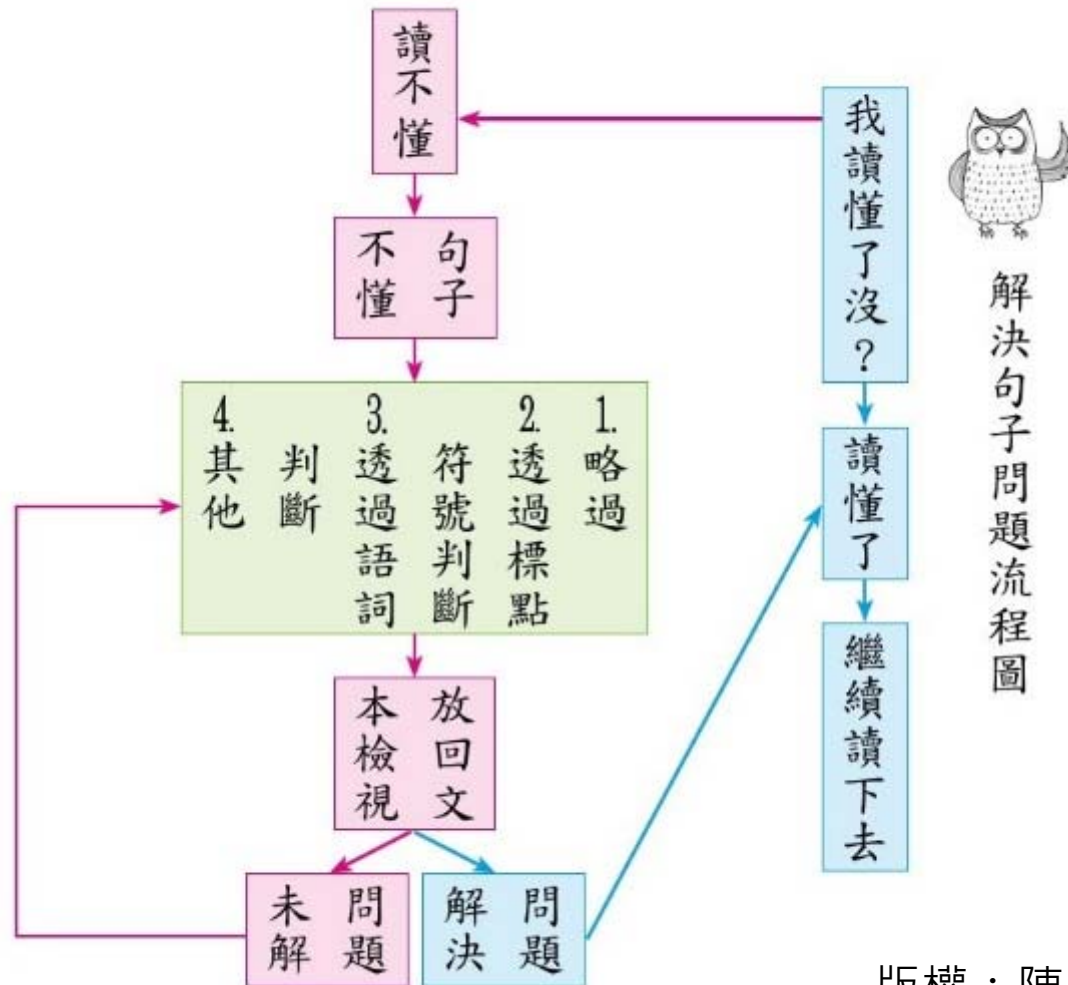 解決句子問題流程圖
我讀懂了沒？
讀懂了
繼續讀下去
讀不懂
句子
不懂
1.略過
2.透過標點
符號判斷
3.透過語詞
判斷
4.其他
放回文
本檢視
問題
解決
問題
未解
版權：陳